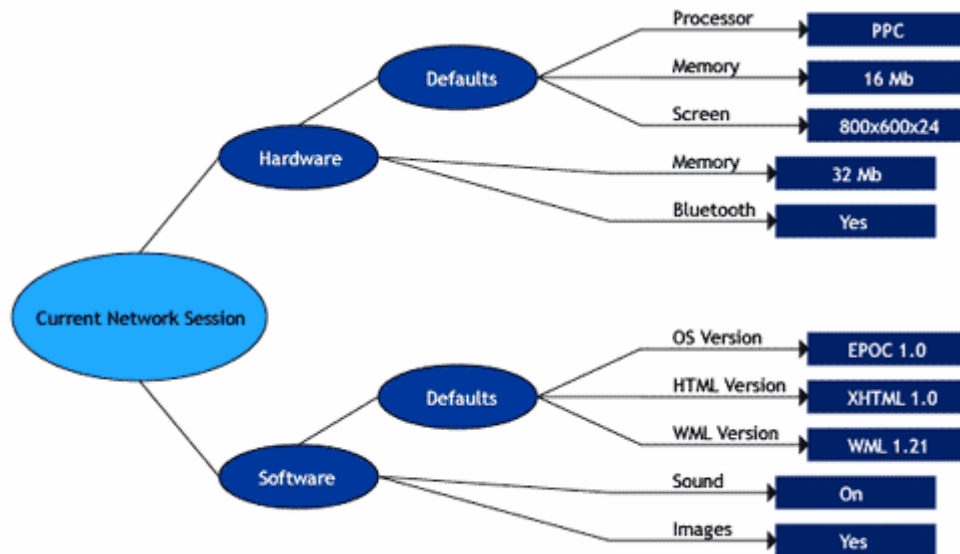 Processor
PPC
Defaults
Memory
16 Mb
Screen
800x600x24
Hardware
Memory
32 Mb
Bluetooth
Yes
Current Network Session
OS Version
EPOC 1.0
Defaults
HTML Version
XHTML 1.0
WML Version
WML 1.21
Software
Sound
On
Images
Yes